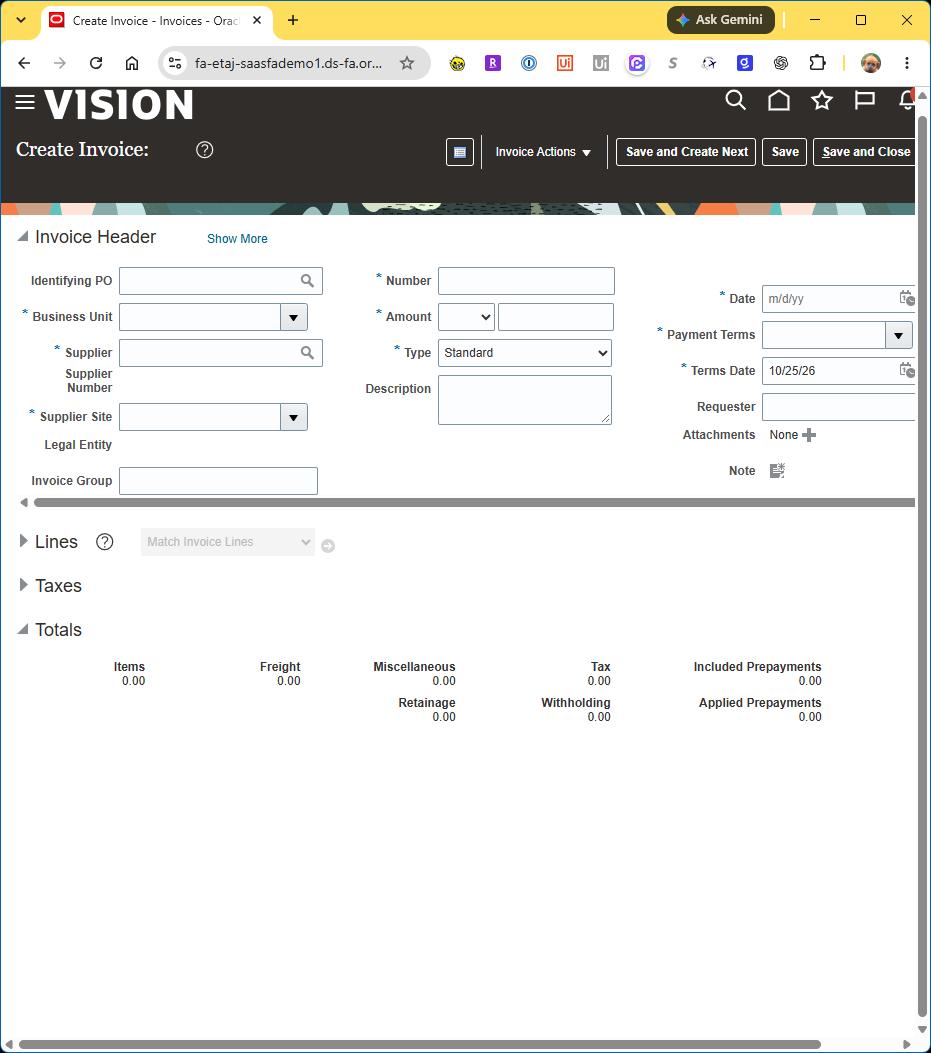 Create Invoice - Invoices - Orac
Ask Gemini
fa-etaj-saasfademo1.ds-fa.or...
VISION
Create Invoice:
Invoice Actions
Save and Create Next
Save
Save and Close
Invoice Header
Show More
Identifying PO
* Business Unit
* Supplier
Supplier
Number
* Supplier Site
Legal Entity
Invoice Group
* Number
* Amount
* Type Standard
Description
* Date m/d/yy
* Payment Terms
* Terms Date 10/25/26
Requester
Attachments None
Note
Lines
Match Invoice Lines
Taxes
Totals
Items Freight Miscellaneous Tax Included Prepayments
0.00 0.00 0.00 0.00 0.00
Retainage Withholding Applied Prepayments
0.00 0.00 0.00